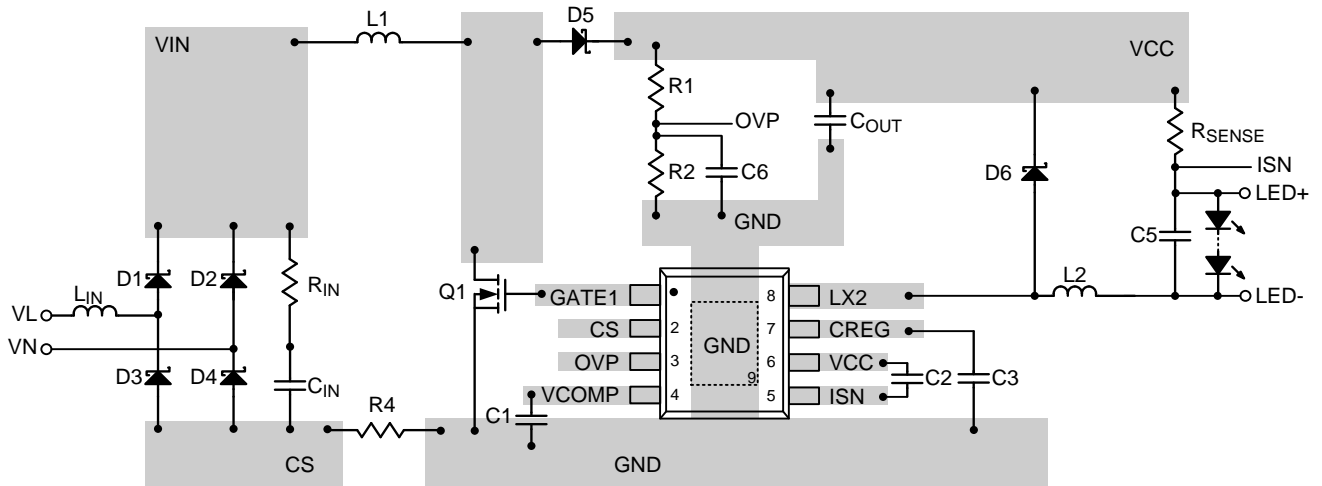 L1
D5
VIN
VCC
R1
OVP
COUT
RSENSE
R2
C6
D6
ISN
LED+
GND
C5
D1
D2
RIN
Q1
GATE1
8
LX2
L2
LED-
LIN
VL
CS
2
7
CREG
VN
OVP
3
GND
6
VCC
D3
D4
CIN
9
C2
C3
VCOMP
4
5
ISN
R4
C1
CS
GND